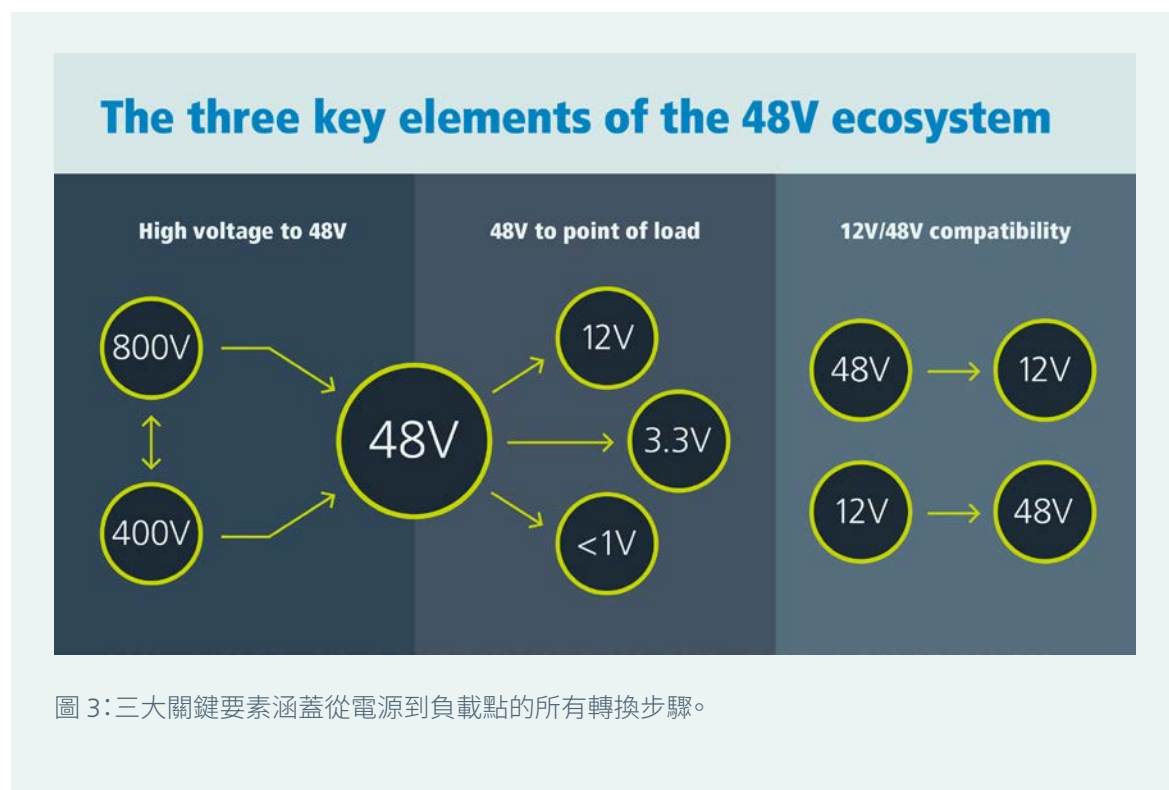 The three key elements of the 48V ecosystem
High voltage to 48V
800V
400V
48V
48V to point of load
12V
3.3V
<1V
12V/48V compatibility
48V
12V
12V
48V
圖 3：三大關鍵要素涵蓋從電源到負載點的所有轉換步驟。